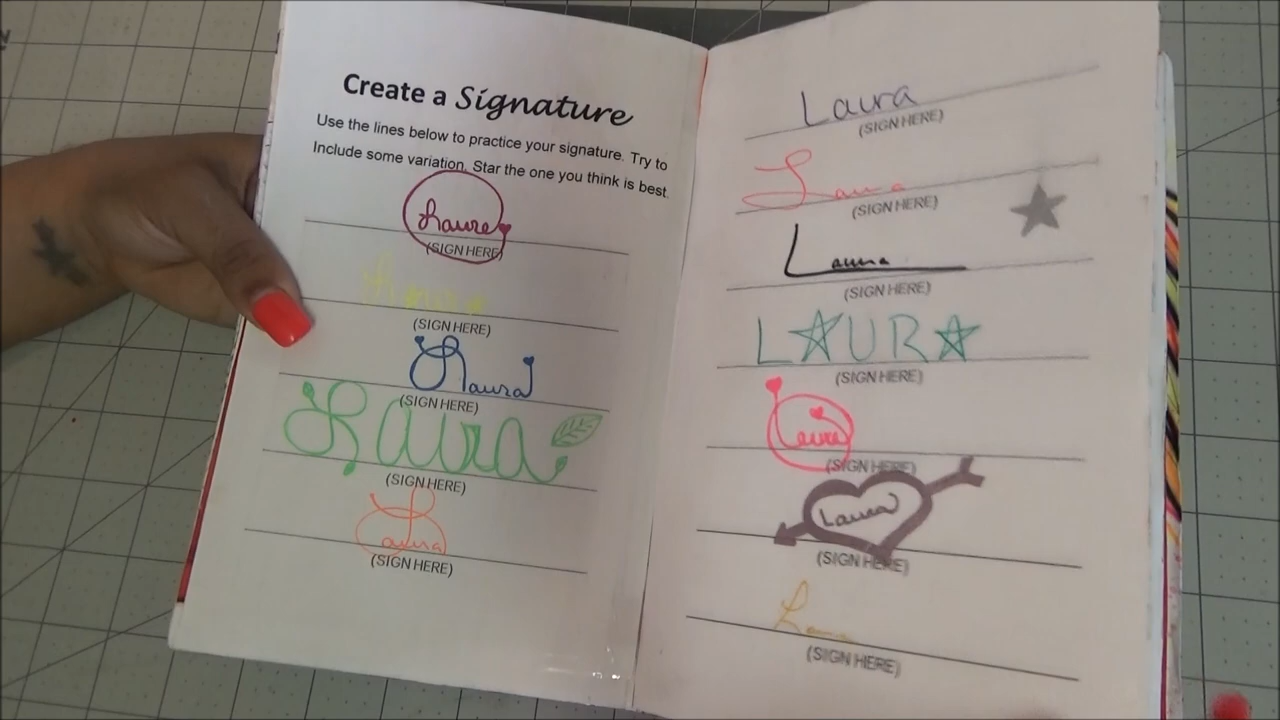 Create a Signature
Use the lines below to practice your signature. Try to
Include some variation. Star the one you think is best.
Laura
(SIGN HERE)
Laura
(SIGN HERE)
Laura
(SIGN HERE)
Laura
(SIGN HERE)
Laura
(SIGN HERE)
Laura
(SIGN HERE)
Laura
(SIGN HERE)
Laura
(SIGN HERE)
LAURA
(SIGN HERE)
Laura
(SIGN HERE)
Laura
(SIGN HERE)
Laura
(SIGN HERE)